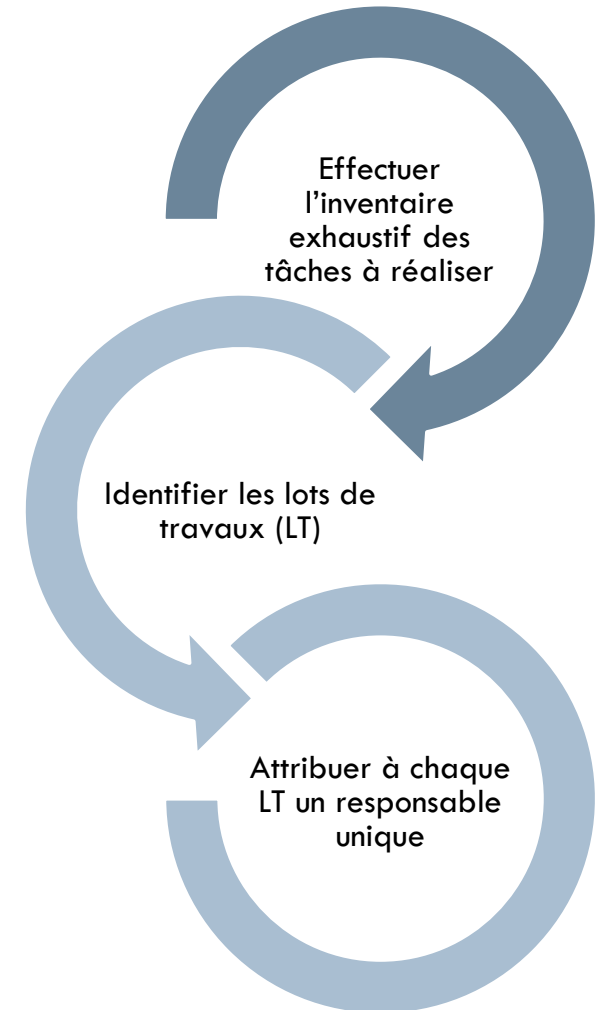 Effectuer
l’inventaire
exhaustif des
tâches à réaliser
Identifier les lots de
travaux (LT)
Attribuer à chaque
LT un responsable
unique